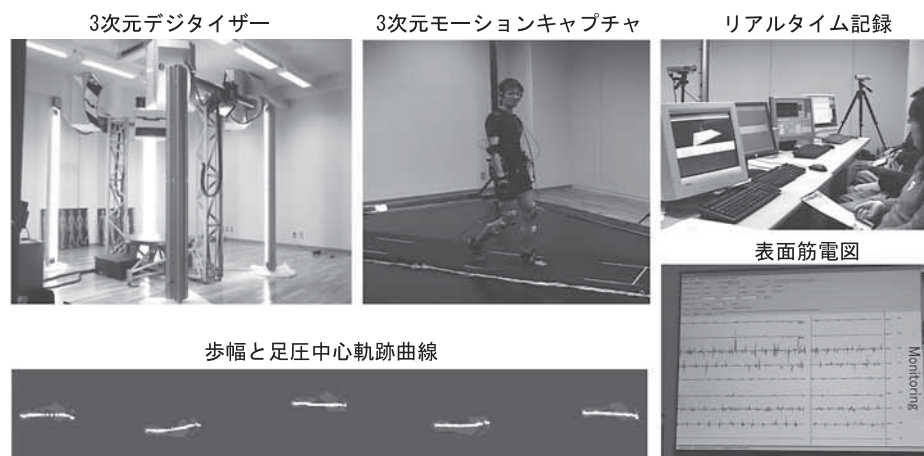 3次元デジタイザー
3次元モーションキャプチャ
リアルタイム記録
表面筋電図
歩幅と足圧中心軌跡曲線
Monitoring